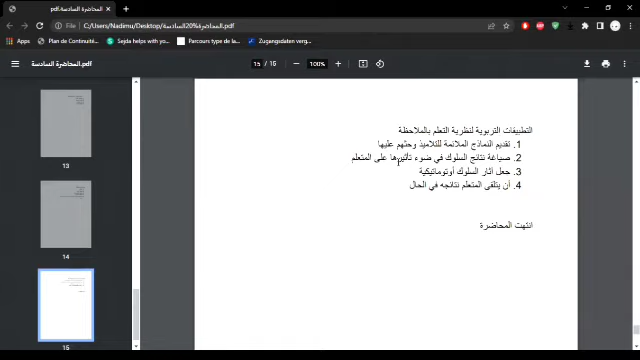 المحاضرة السادسة.pdf
File | C:/Users/Nadimu/Desktop/المحاضرة%20السادسة.pdf
Apps Plan de Continuité... Sejda helps with yo... Parcours type de la... Zugangsdaten verge...
المحاضرة السادسة.pdf 15 / 15 100%
التطبيقات التربوية لنظرية التعلم بالملاحظة
1. تقديم النماذج الملائمة للتلاميذ وحثهم عليها
2. صياغة نتائج السلوك في ضوء تأثيرها على المتعلم
3. جعل آثار السلوك أوتوماتيكية
4. أن يتلقى المتعلم نتائجه في الحال
انتهت المحاضرة
13
14
15